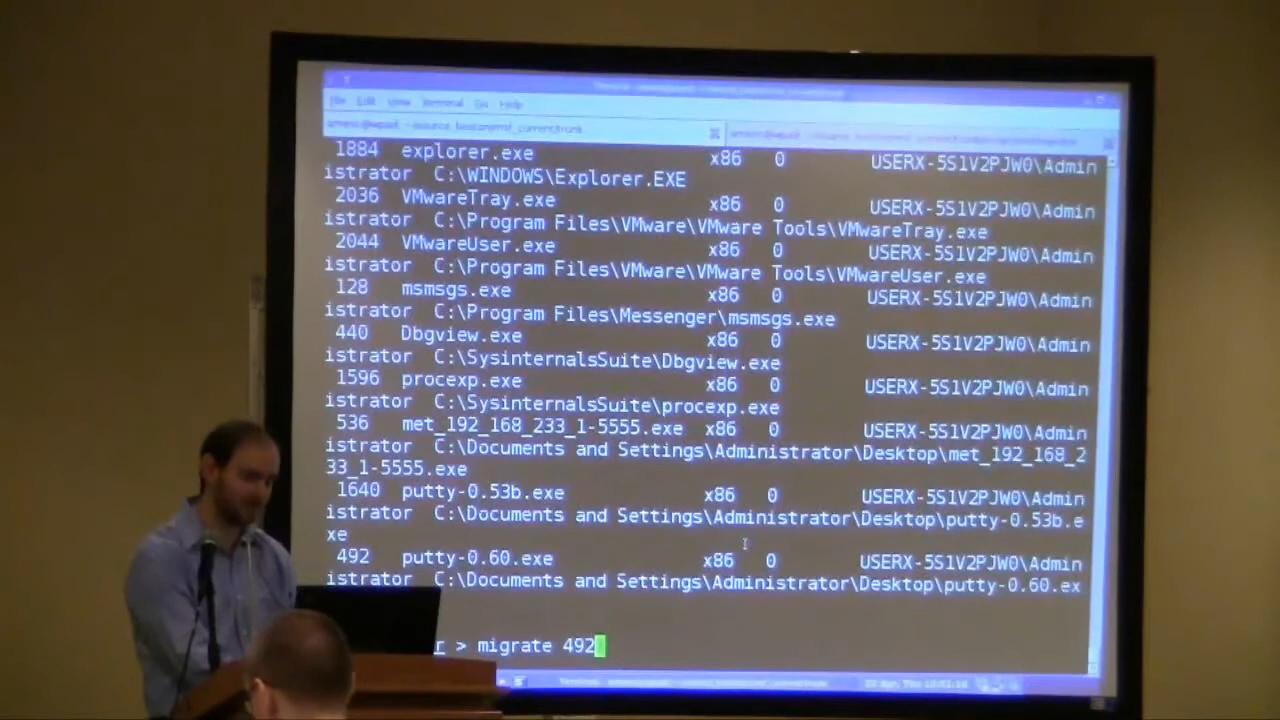 File Edit View Terminal Go Help
1884 explorer.exe x86 0 USERX-5S1V2PJW0\Admin
istrator C:\WINDOWS\Explorer.EXE
2036 VMwareTray.exe x86 0 USERX-5S1V2PJW0\Admin
istrator C:\Program Files\VMware\VMware Tools\VMwareTray.exe
2044 VMwareUser.exe x86 0 USERX-5S1V2PJW0\Admin
istrator C:\Program Files\VMware\VMware Tools\VMwareUser.exe
128 msmsgs.exe x86 0 USERX-5S1V2PJW0\Admin
istrator C:\Program Files\Messenger\msmsgs.exe
440 Dbgview.exe x86 0 USERX-5S1V2PJW0\Admin
istrator C:\SysinternalsSuite\Dbgview.exe
1596 procexp.exe x86 0 USERX-5S1V2PJW0\Admin
istrator C:\SysinternalsSuite\procexp.exe
536 met_192_168_233_1-5555.exe x86 0 USERX-5S1V2PJW0\Admin
istrator C:\Documents and Settings\Administrator\Desktop\met_192_168_2
33_1-5555.exe
1640 putty-0.53b.exe x86 0 USERX-5S1V2PJW0\Admin
istrator C:\Documents and Settings\Administrator\Desktop\putty-0.53b.e
xe
492 putty-0.60.exe x86 0 USERX-5S1V2PJW0\Admin
istrator C:\Documents and Settings\Administrator\Desktop\putty-0.60.ex
r > migrate 492